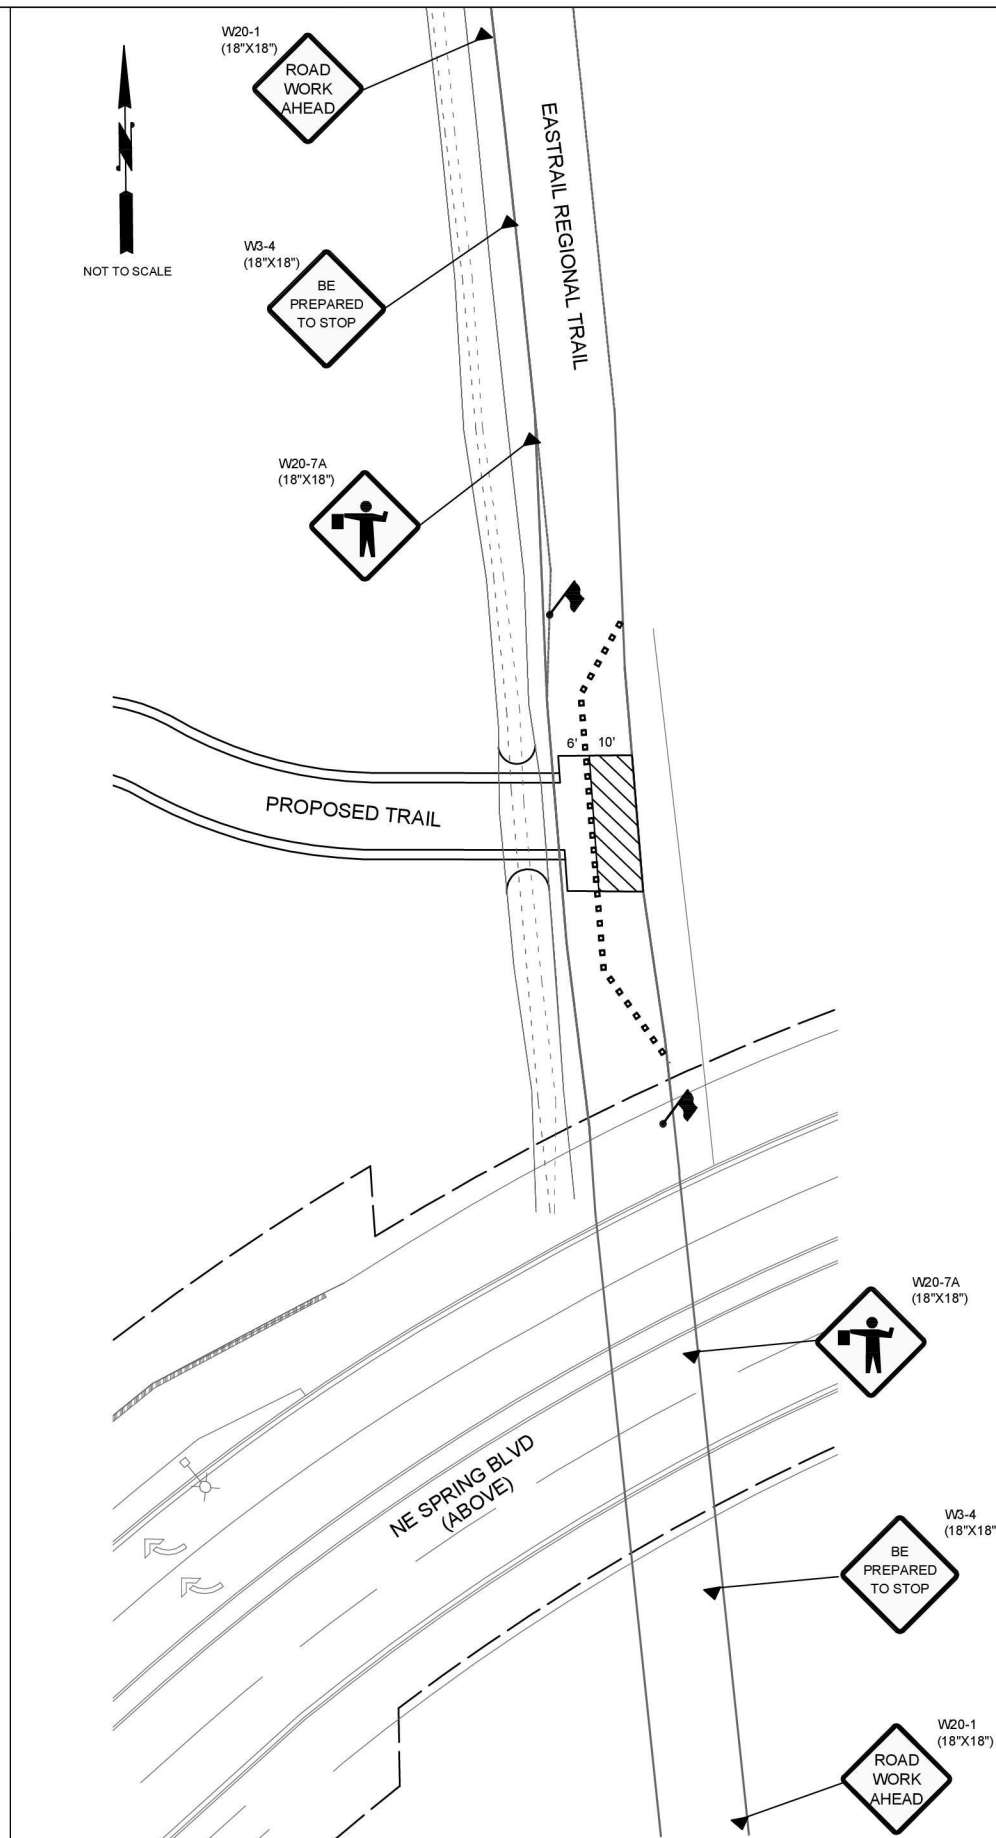 W20-1
(18"X18")
ROAD
WORK
AHEAD
EASTRAIL REGIONAL TRAIL
N
NOT TO SCALE
W3-4
(18"X18")
BE
PREPARED
TO STOP
W20-7A
(18"X18")
6' 10'
PROPOSED TRAIL
W20-7A
(18"X18")
NE SPRING BLVD
(ABOVE)
W3-4
(18"X18"
BE
PREPARED
TO STOP
W20-1
(18"X18")
ROAD
WORK
AHEAD